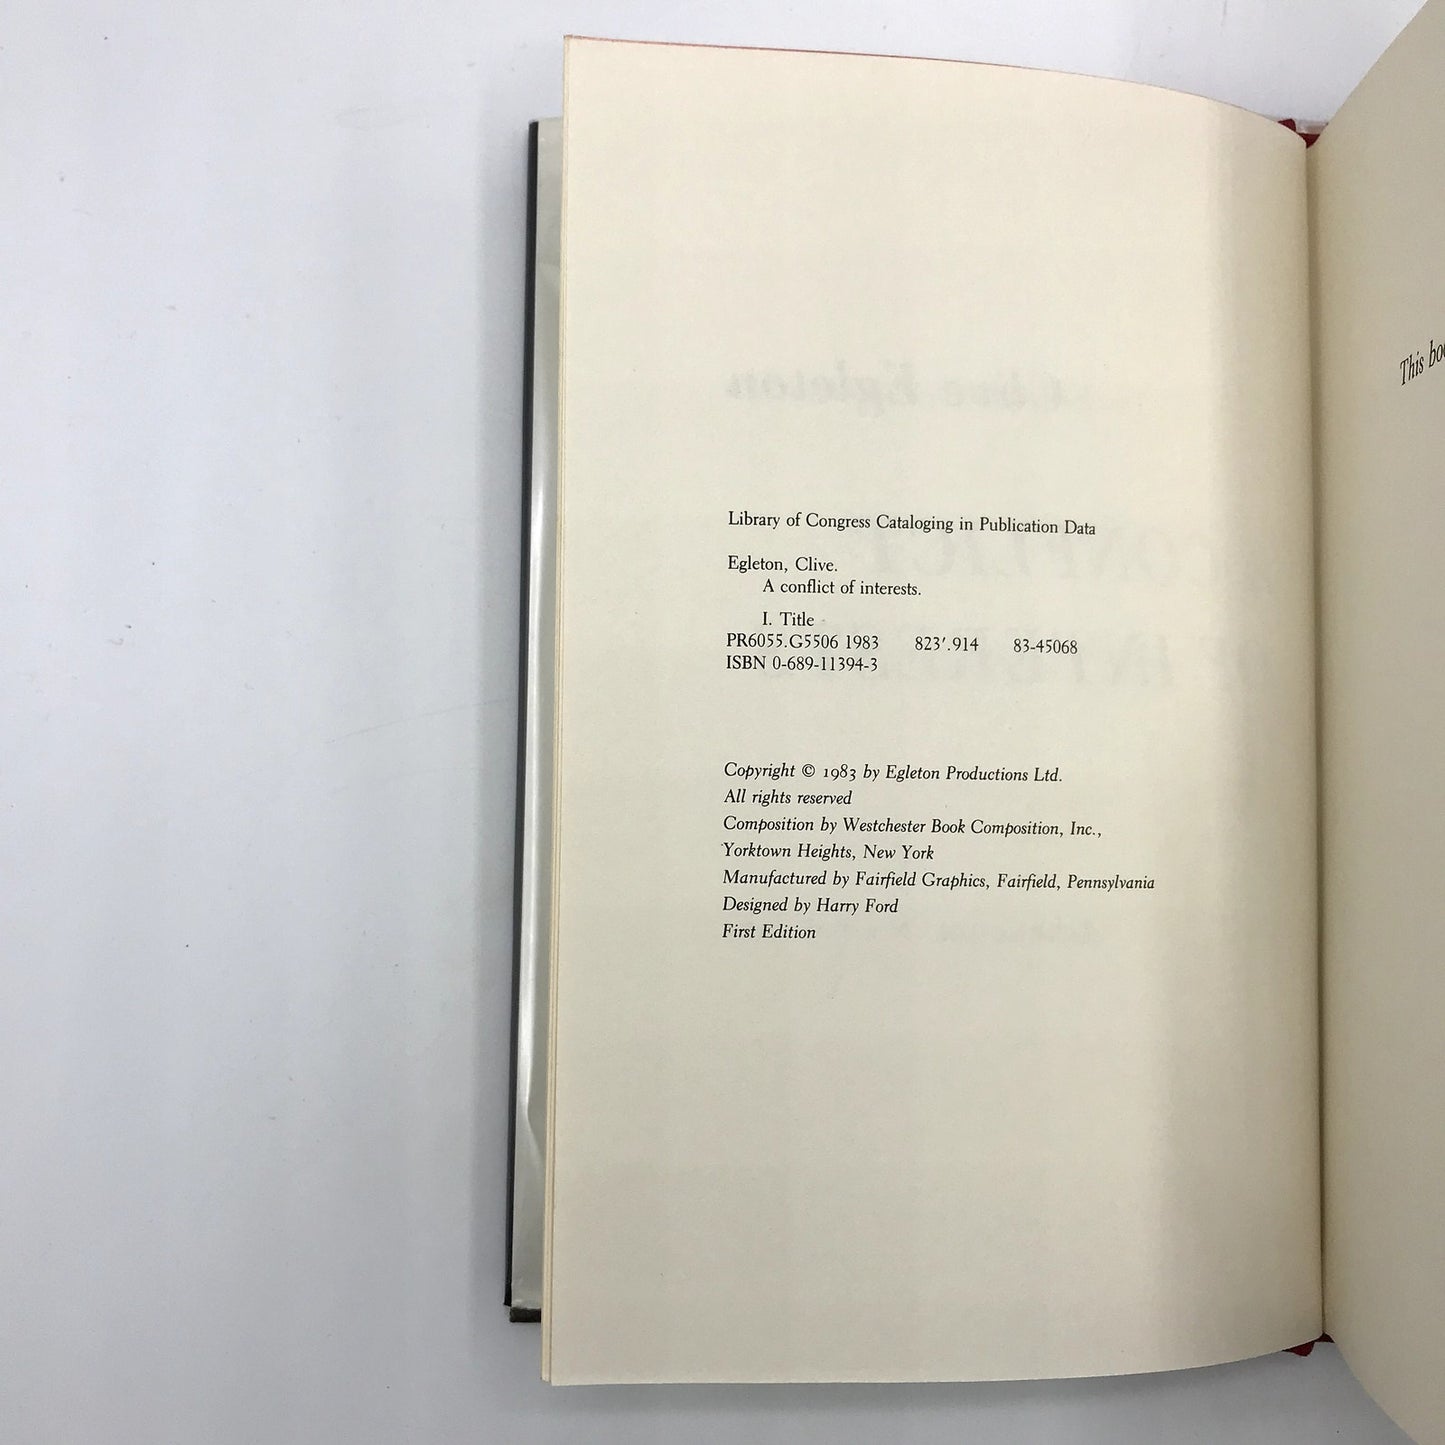 Library of Congress Cataloging in Publication Data
Egleton, Clive.
A conflict of interests.
I. Title
PR6055.G5506 1983 823′.914 83-45068
ISBN 0-689-11394-3
Copyright © 1983 by Egleton Productions Ltd.
All rights reserved
Composition by Westchester Book Composition, Inc.,
Yorktown Heights, New York
Manufactured by Fairfield Graphics, Fairfield, Pennsylvania
Designed by Harry Ford
First Edition
This